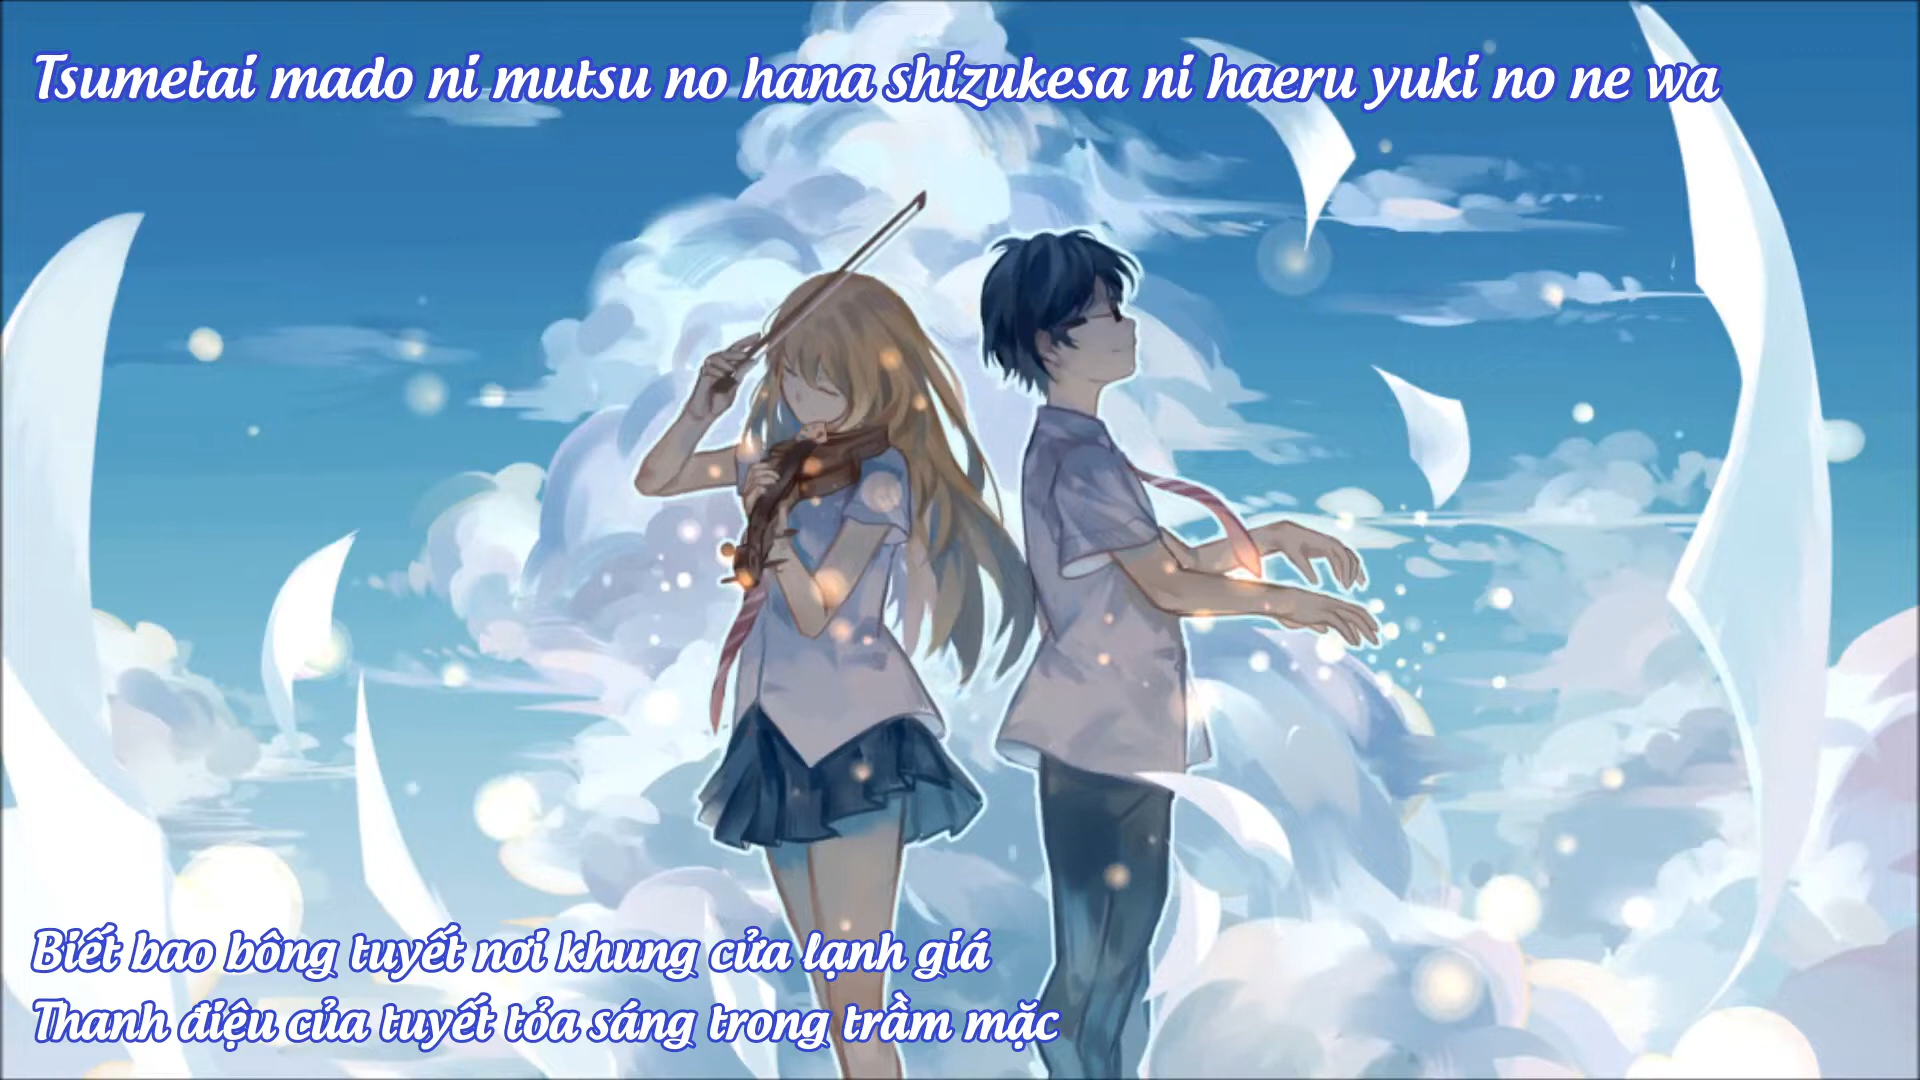 Tsumetai mado ni mutsu no hana shizukesa ni haeru yuki no ne wa
Biết bao bông tuyết nơi khung cửa lạnh giá
Thanh điệu của tuyết tỏa sáng trong trầm mặc